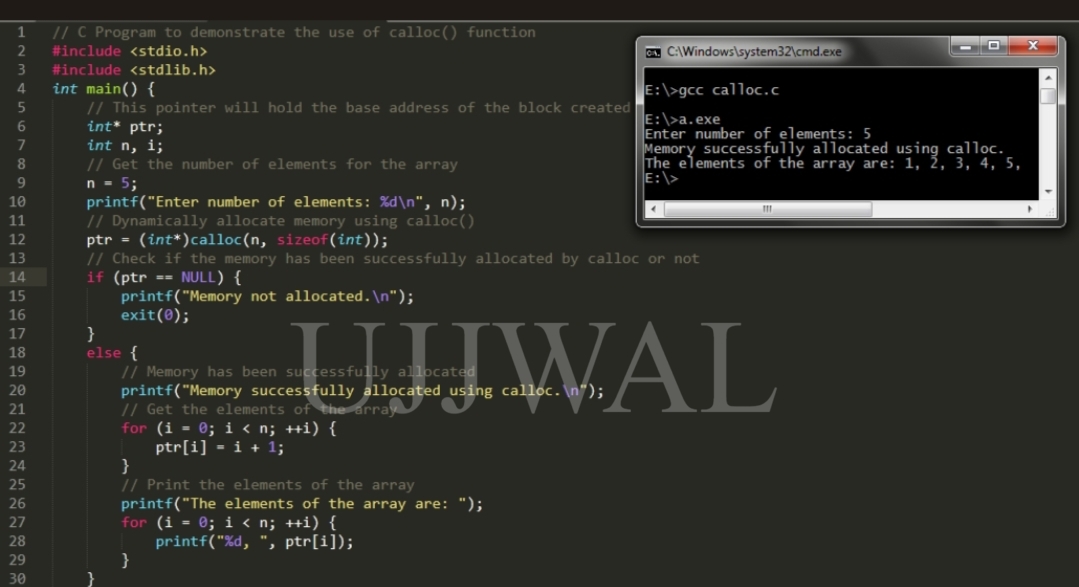 1 // C Program to demonstrate the use of calloc() function
2 #include <stdio.h>
3 #include <stdlib.h>
4 int main() {
5 // This pointer will hold the base address of the block created
6 int* ptr;
7 int n, i;
8 // Get the number of elements for the array
9 n = 5;
10 printf("Enter number of elements: %d\n", n);
11 // Dynamically allocate memory using calloc()
12 ptr = (int*)calloc(n, sizeof(int));
13 // Check if the memory has been successfully allocated by calloc or not
14 if (ptr == NULL) {
15 printf("Memory not allocated.\n");
16 exit(0);
17 }
18 else {
19 // Memory has been successfully allocated
20 printf("Memory successfully allocated using calloc.\n");
21 // Get the elements of the array
22 for (i = 0; i < n; ++i) {
23 ptr[i] = i + 1;
24 }
25 // Print the elements of the array
26 printf("The elements of the array are: ");
27 for (i = 0; i < n; ++i) {
28 printf("%d, ", ptr[i]);
29 }
30 }
C:\Windows\system32\cmd.exe
E:\>gcc calloc.c
E:\>a.exe
Enter number of elements: 5
Memory successfully allocated using calloc.
The elements of the array are: 1, 2, 3, 4, 5,
E:\>
UJJWAL